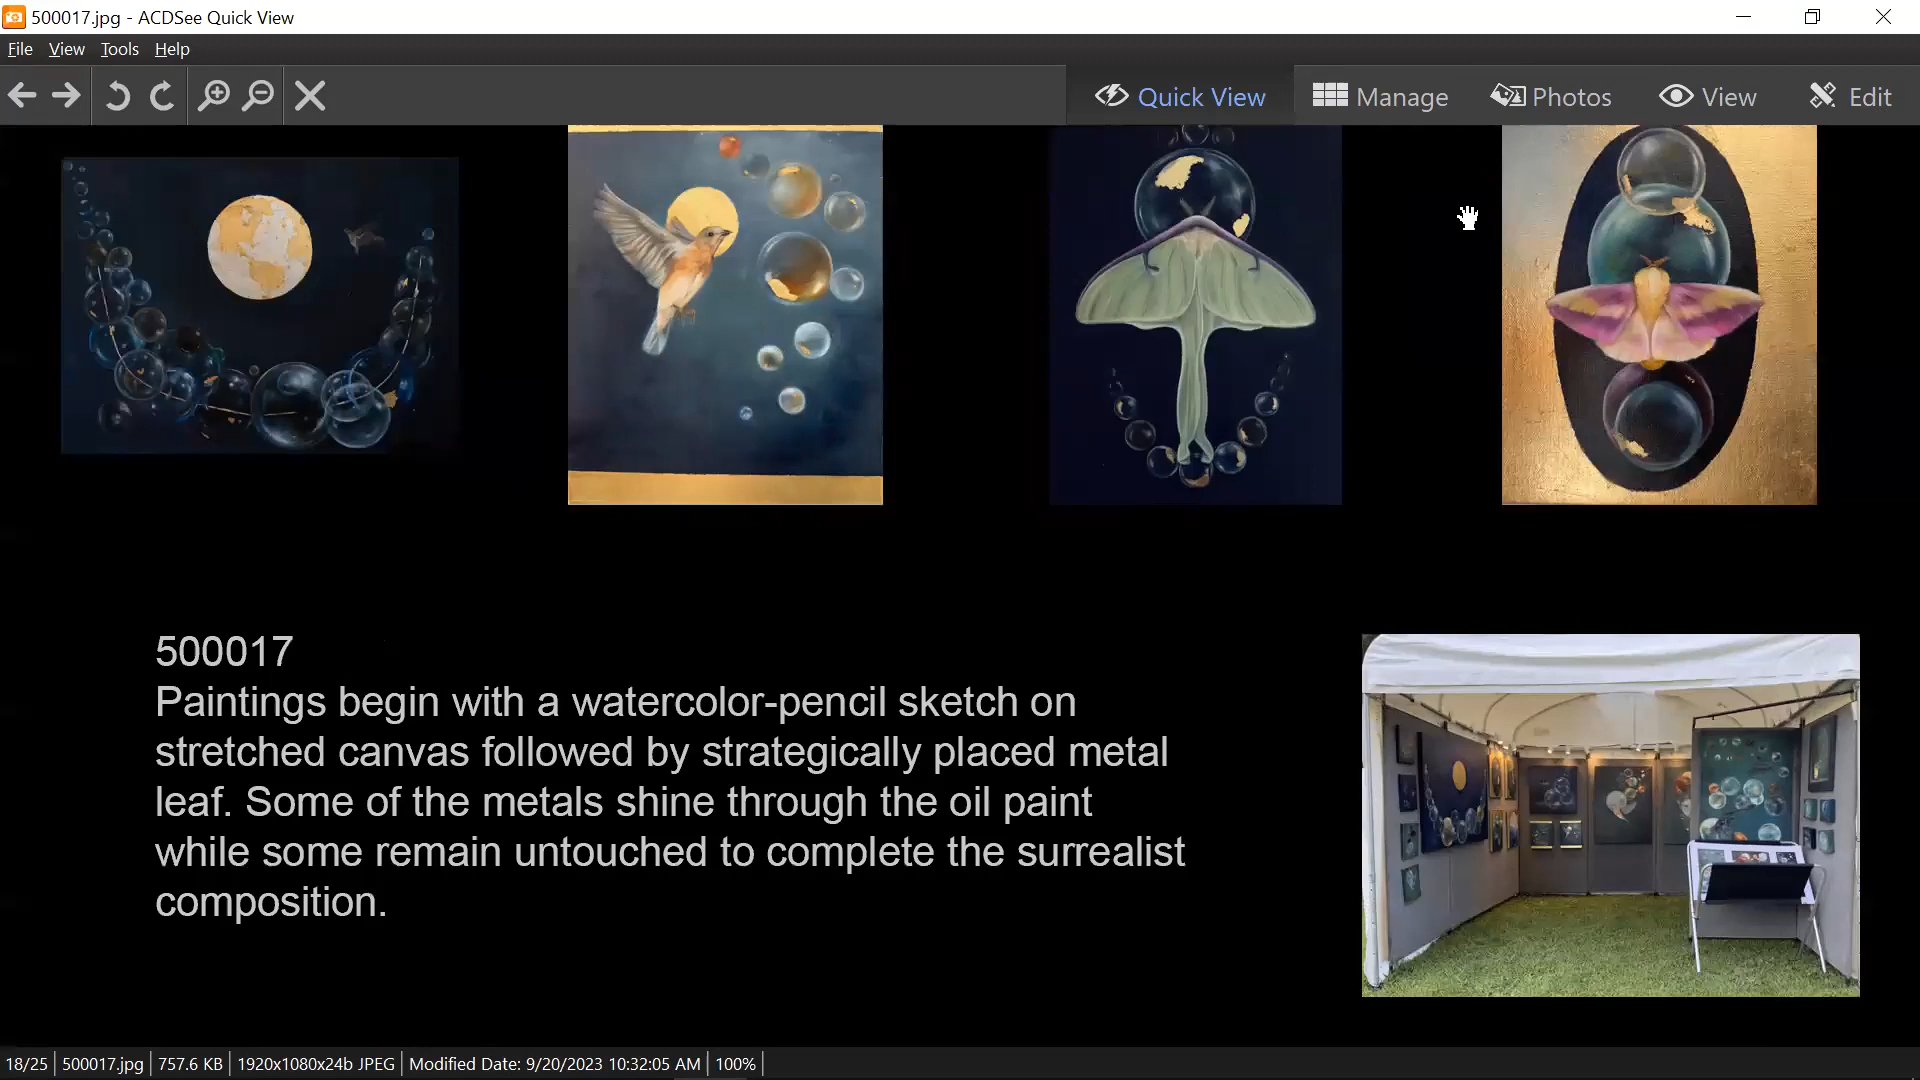 500017.jpg - ACDSee Quick View
File View Tools Help
Quick View Manage Photos View Edit
500017
Paintings begin with a watercolor-pencil sketch on
stretched canvas followed by strategically placed metal
leaf. Some of the metals shine through the oil paint
while some remain untouched to complete the surrealist
composition.
18/25 500017.jpg 757.6 KB 1920x1080x24b JPEG Modified Date: 9/20/2023 10:32:05 AM 100%